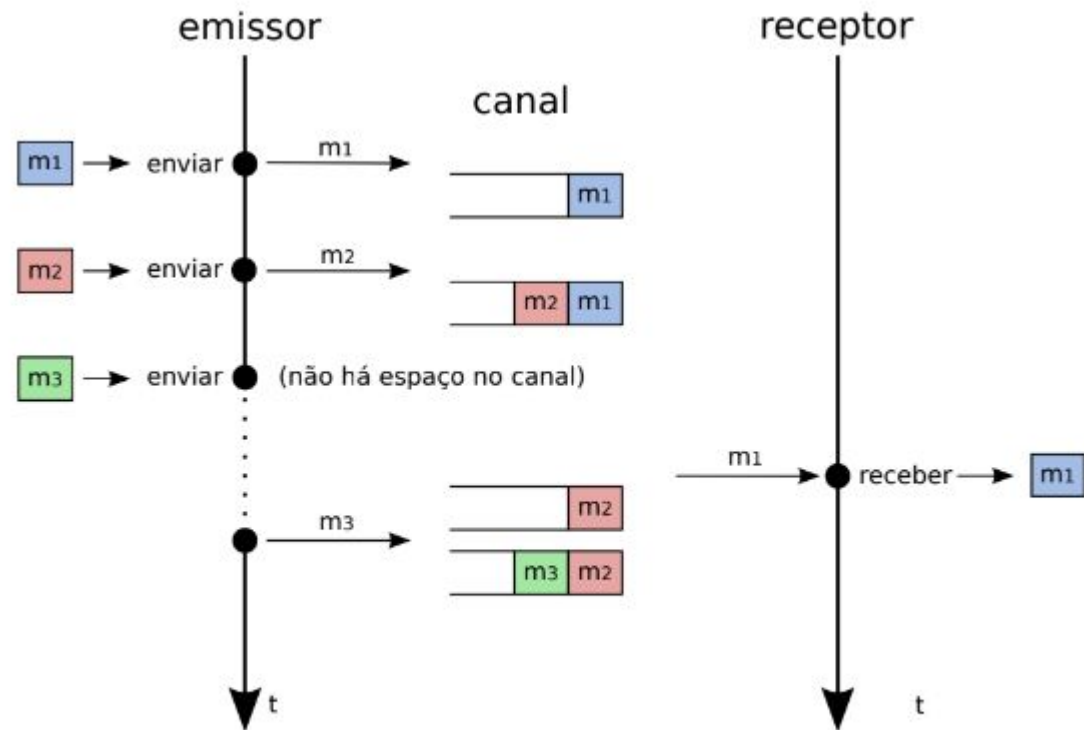 emissor
receptor
canal
m1 enviar m1
m1
m2 enviar m2
m2 m1
m3 enviar (não há espaço no canal)
m1 receber m1
m2
m3
m3 m2
t t